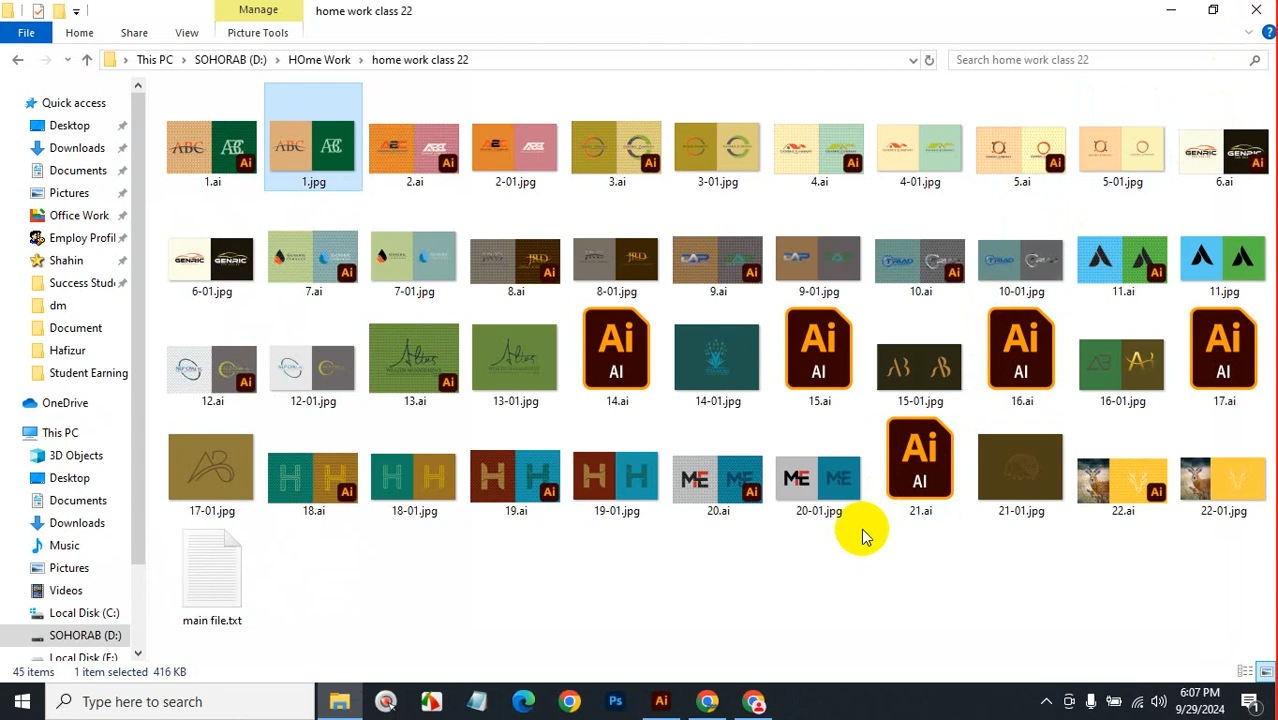 Manage
home work class 22
File
Home
Share
View
Picture Tools
This PC
SOHORAB (D:)
HOme Work
home work class 22
Search home work class 22
Quick access
Desktop
Downloads
Documents
Pictures
Office Work
Employ Profil
Shahin
Success Stud
dm
Document
Hafizur
Student Earning
OneDrive
This PC
3D Objects
Desktop
Documents
Downloads
Music
Pictures
Videos
Local Disk (C:)
SOHORAB (D:)
Local Disk (E:)
1.ai 1.jpg 2.ai 2-01.jpg 3.ai 3-01.jpg 4.ai 4-01.jpg 5.ai 5-01.jpg 6.ai
6-01.jpg 7.ai 7-01.jpg 8.ai 8-01.jpg 9.ai 9-01.jpg 10.ai 10-01.jpg 11.ai 11.jpg
12.ai 12-01.jpg 13.ai 13-01.jpg 14.ai 14-01.jpg 15.ai 15-01.jpg 16.ai 16-01.jpg 17.ai
17-01.jpg 18.ai 18-01.jpg 19.ai 19-01.jpg 20.ai 20-01.jpg 21.ai 21-01.jpg 22.ai 22-01.jpg
main file.txt
45 items 1 item selected 416 KB
Type here to search
6:07 PM
9/29/2024